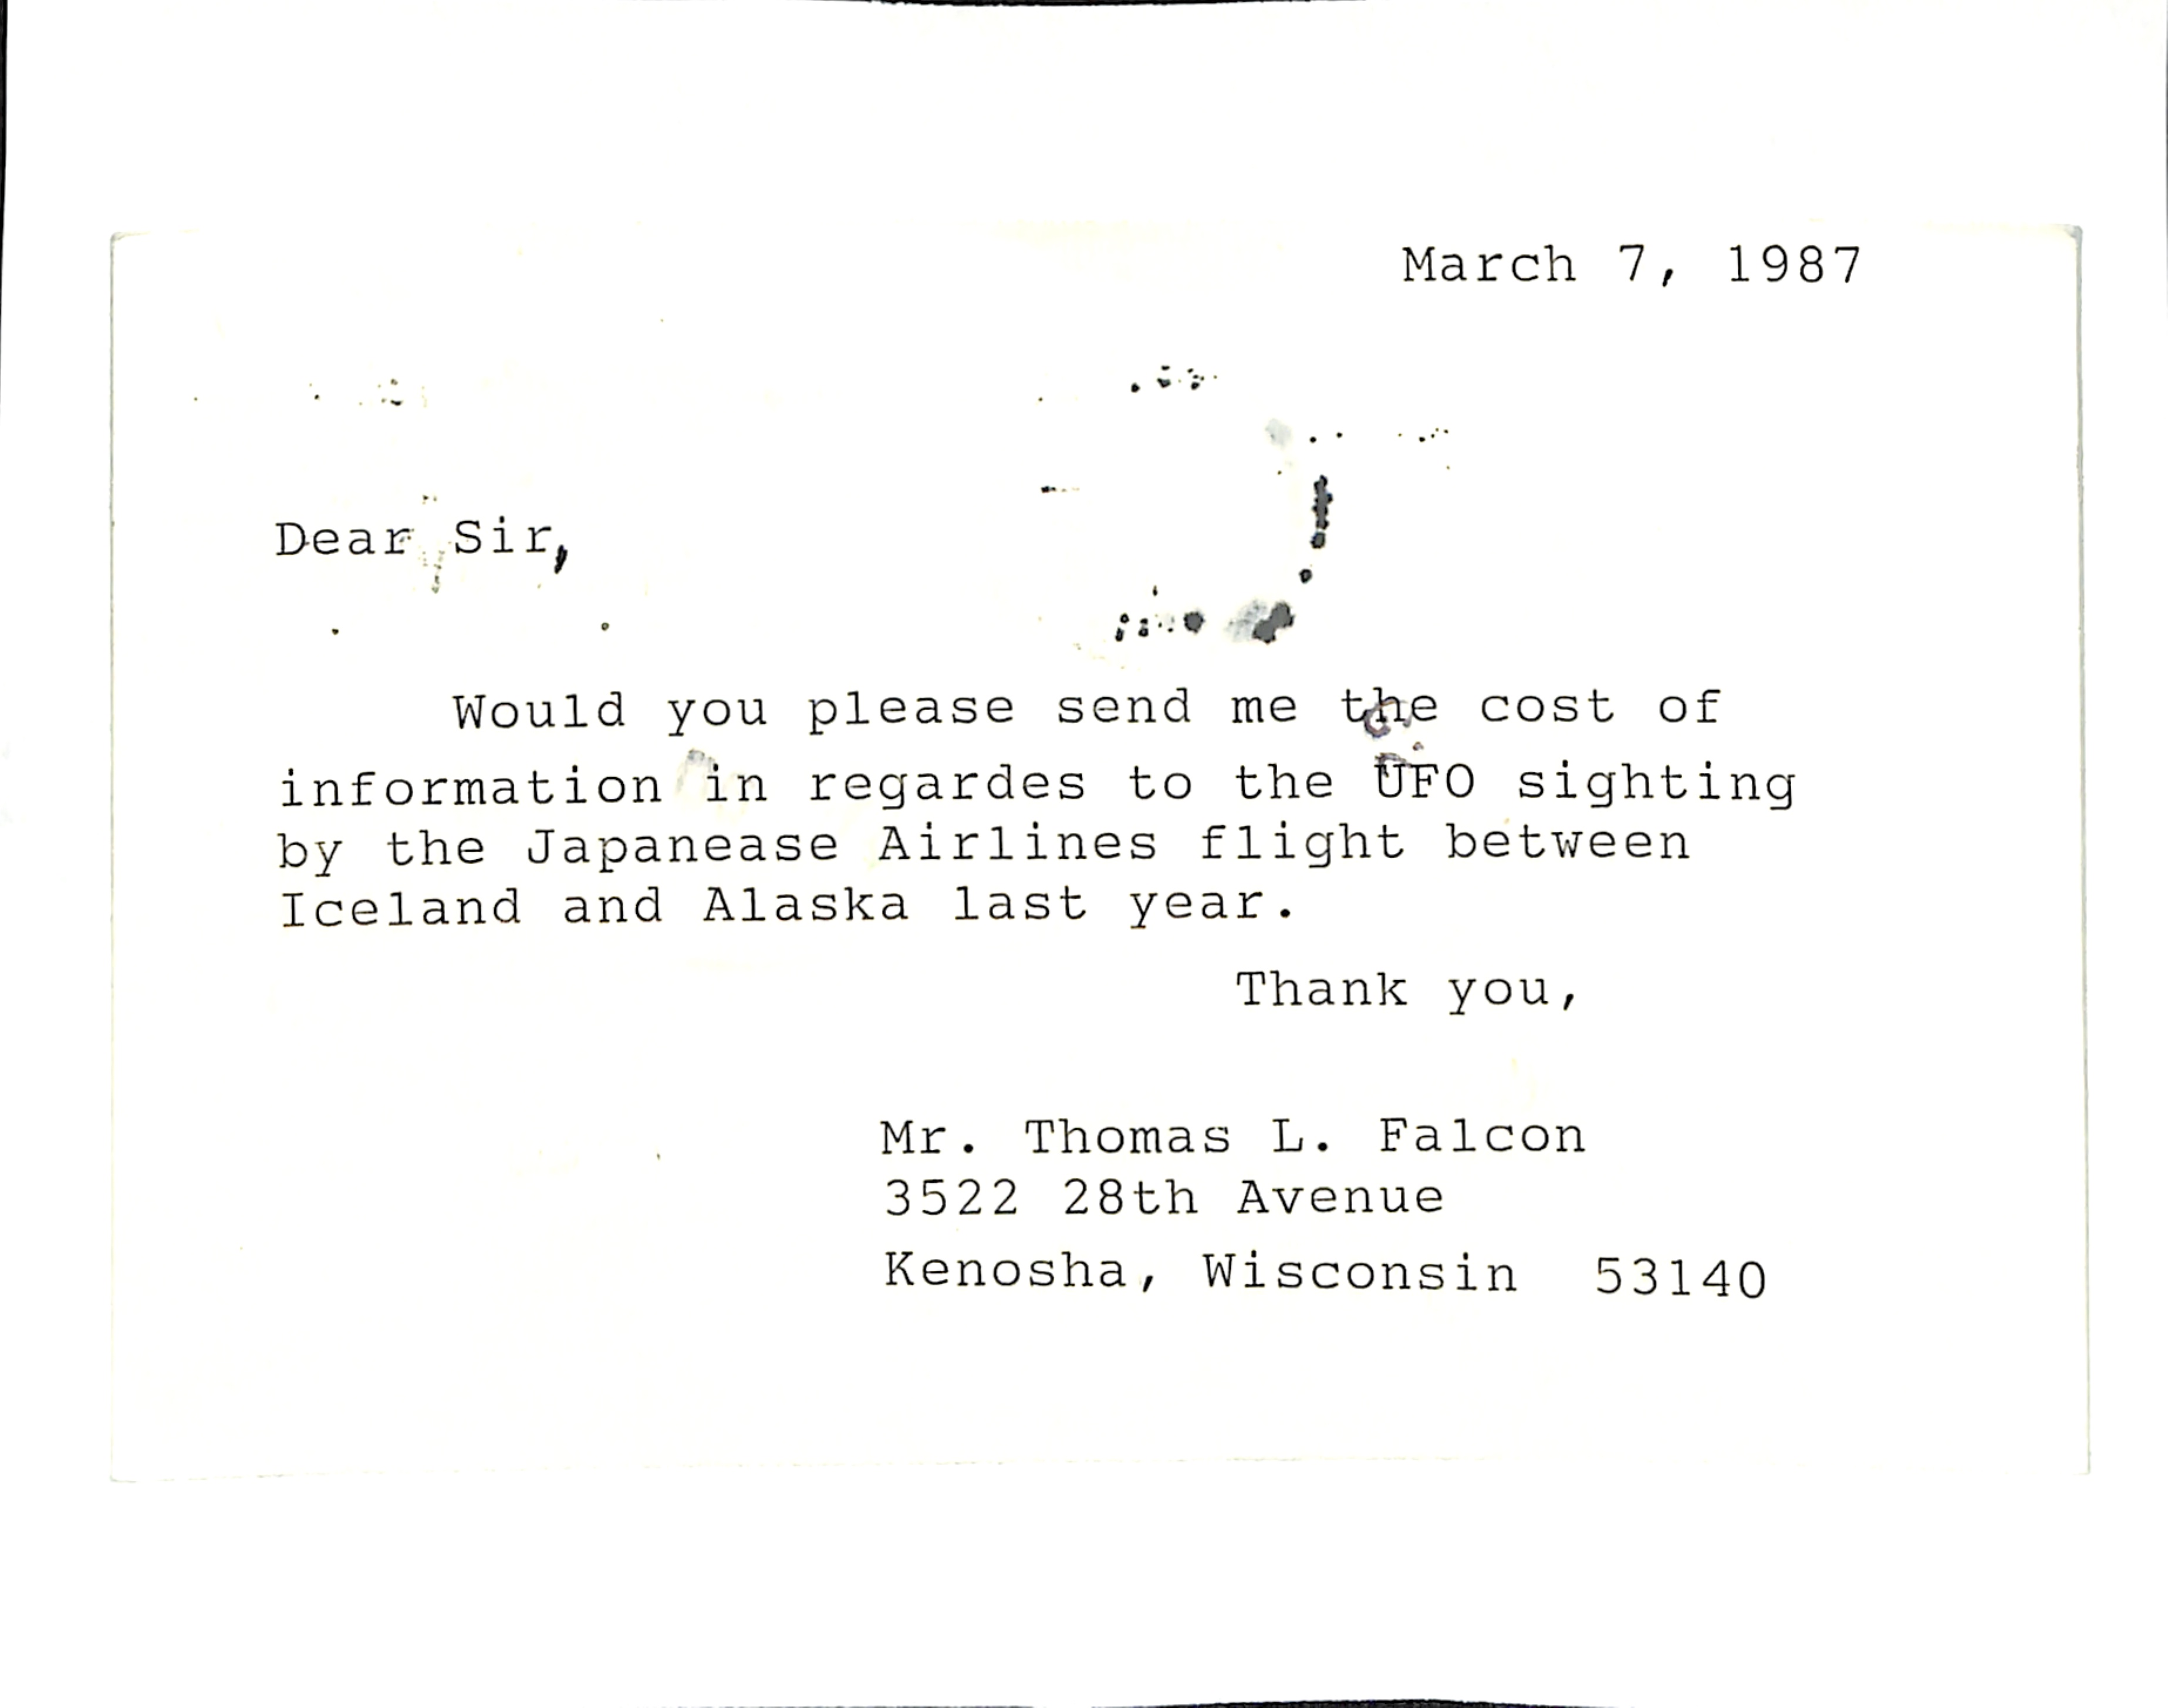 March 7, 1987
Dear Sir,
Would you please send me the cost of
information in regardes to the UFO sighting
by the Japanease Airlines flight between
Iceland and Alaska last year.
Thank you,
Mr. Thomas L. Falcon
3522 28th Avenue
Kenosha, Wisconsin 53140